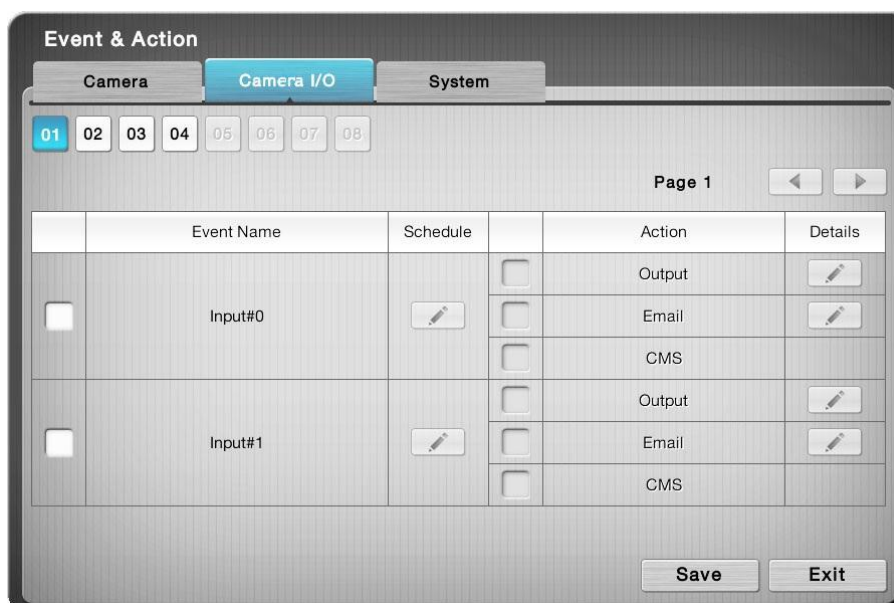 Event & Action
Camera Camera I/O System
01 02 03 04 05 06 07 08
Page 1
Event Name Schedule Action Details
Output
Input#0 Email
CMS
Output
Input#1 Email
CMS
Save Exit